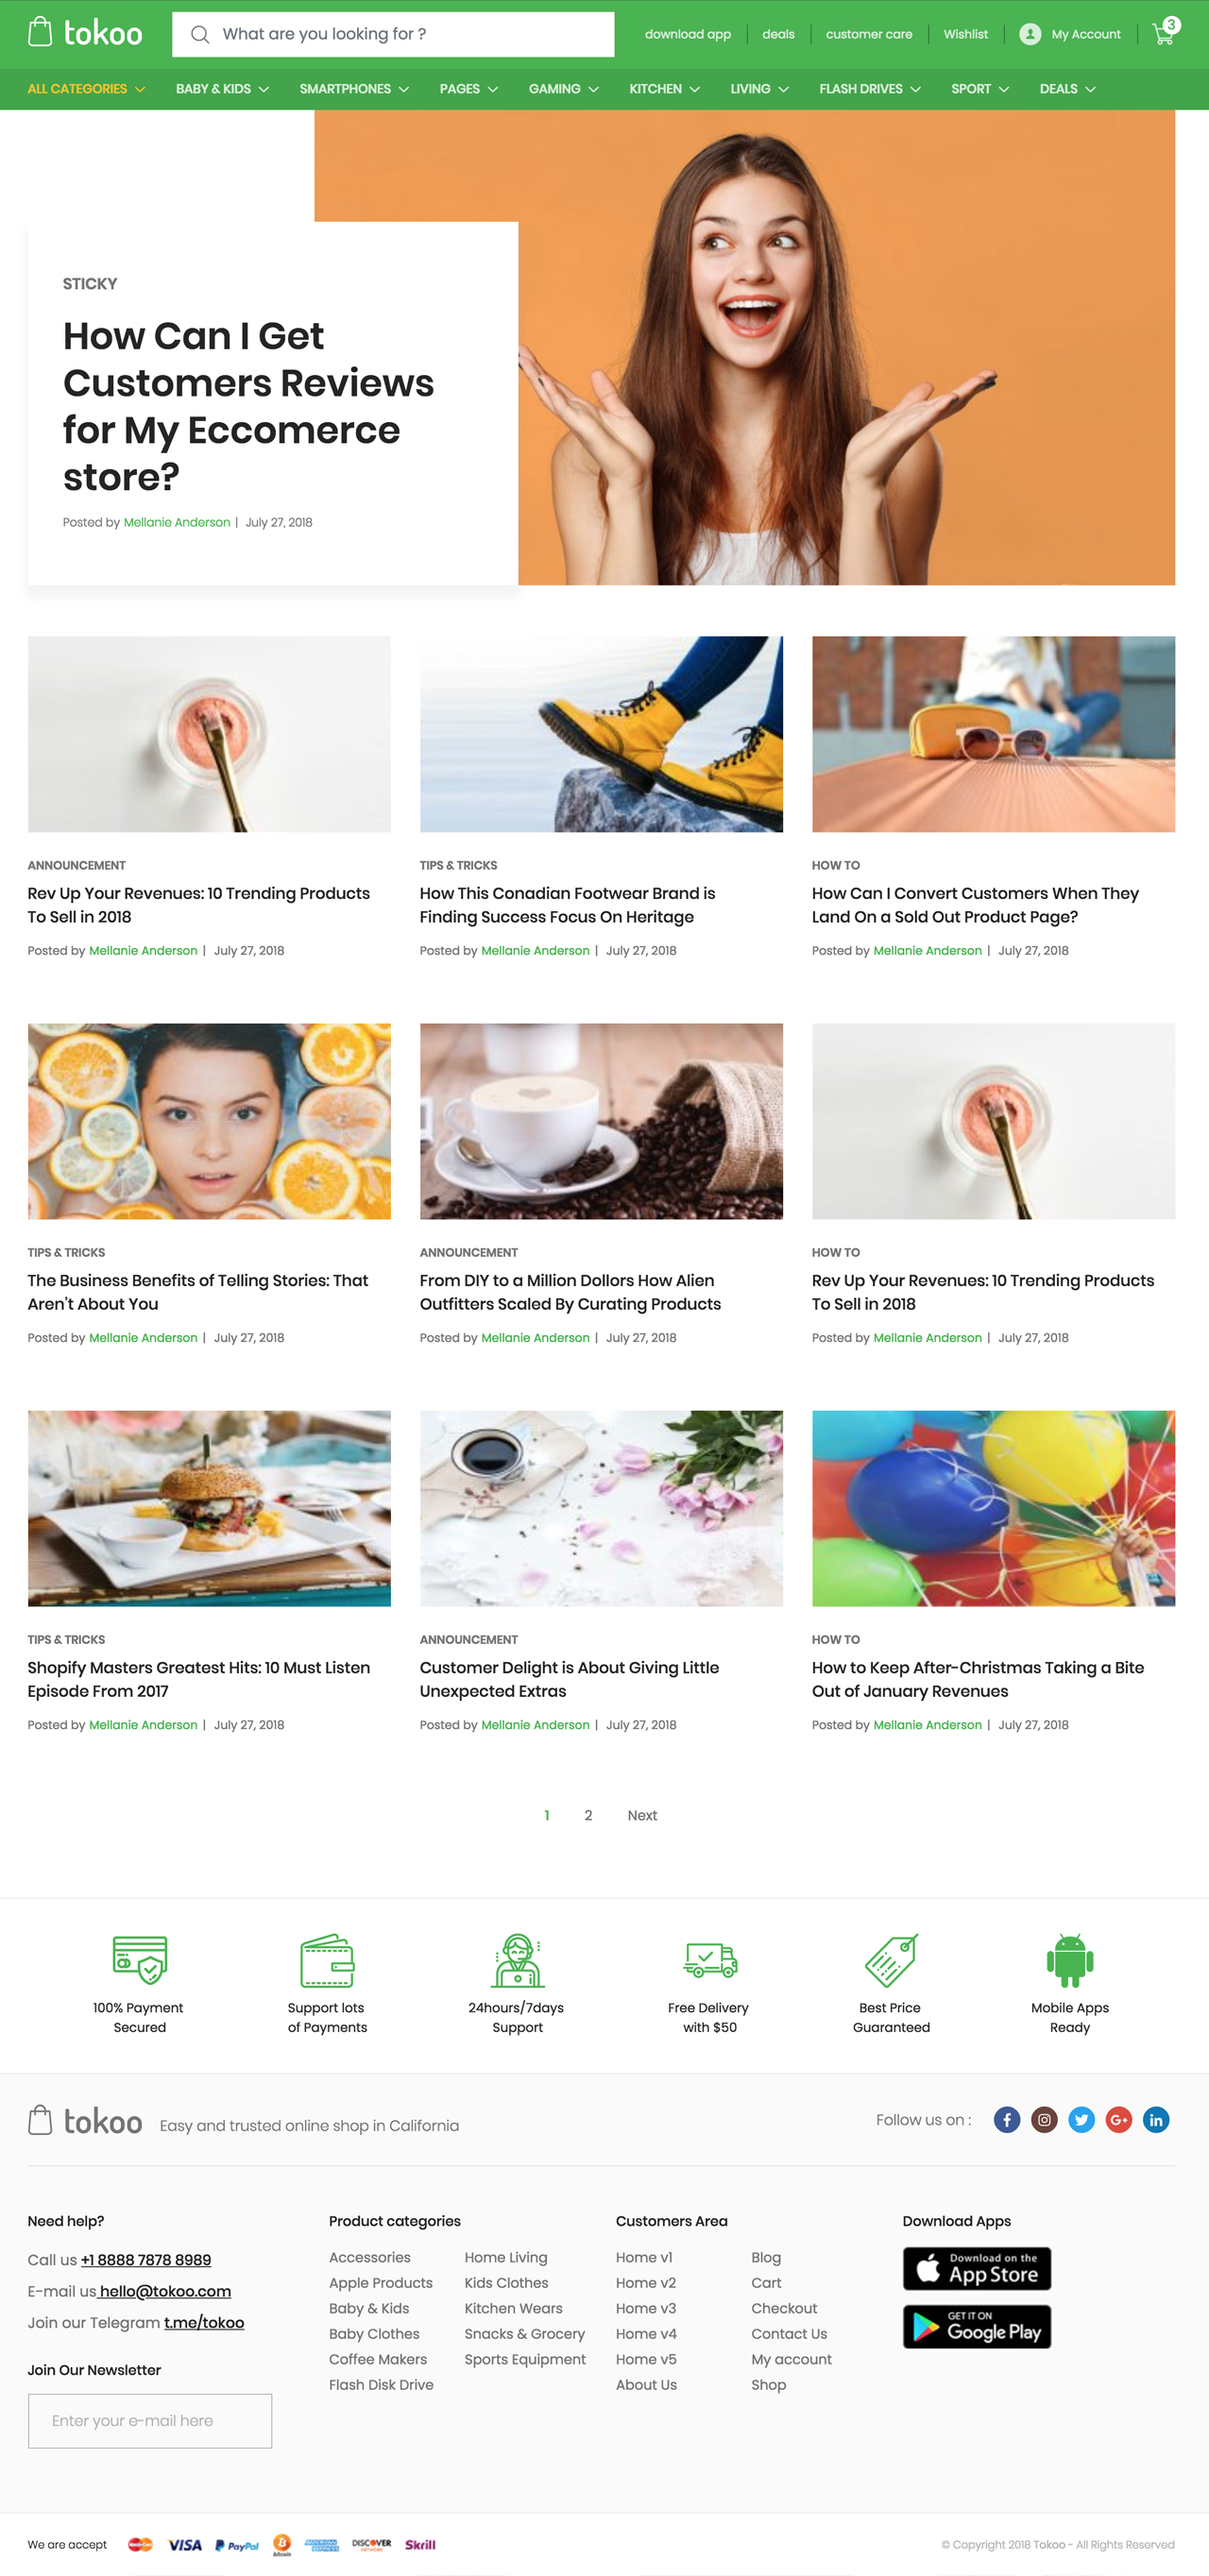 tokoo
What are you looking for ?
download app
deals
customer care
Wishlist
My Account
3
ALL CATEGORIES
BABY & KIDS
SMARTPHONES
PAGES
GAMING
KITCHEN
LIVING
FLASH DRIVES
SPORT
DEALS
STICKY
How Can I Get
Customers Reviews
for My Eccomerce
store?
Posted by Mellanie Anderson | July 27, 2018
ANNOUNCEMENT
Rev Up Your Revenues: 10 Trending Products
To Sell in 2018
Posted by Mellanie Anderson | July 27, 2018
TIPS & TRICKS
How This Conadian Footwear Brand is
Finding Success Focus On Heritage
Posted by Mellanie Anderson | July 27, 2018
HOW TO
How Can I Convert Customers When They
Land On a Sold Out Product Page?
Posted by Mellanie Anderson | July 27, 2018
TIPS & TRICKS
The Business Benefits of Telling Stories: That
Aren't About You
Posted by Mellanie Anderson | July 27, 2018
ANNOUNCEMENT
From DIY to a Million Dollors How Alien
Outfitters Scaled By Curating Products
Posted by Mellanie Anderson | July 27, 2018
HOW TO
Rev Up Your Revenues: 10 Trending Products
To Sell in 2018
Posted by Mellanie Anderson | July 27, 2018
TIPS & TRICKS
Shopify Masters Greatest Hits: 10 Must Listen
Episode From 2017
Posted by Mellanie Anderson | July 27, 2018
ANNOUNCEMENT
Customer Delight is About Giving Little
Unexpected Extras
Posted by Mellanie Anderson | July 27, 2018
HOW TO
How to Keep After-Christmas Taking a Bite
Out of January Revenues
Posted by Mellanie Anderson | July 27, 2018
1 2 Next
100% Payment
Secured
Support lots
of Payments
24hours/7days
Support
Free Delivery
with $50
Best Price
Guaranteed
Mobile Apps
Ready
tokoo
Easy and trusted online shop in California
Follow us on :
f
G+
in
Need help?
Call us +1 8888 7878 8989
E-mail us hello@tokoo.com
Join our Telegram t.me/tokoo
Join Our Newsletter
Enter your e-mail here
Product categories
Accessories
Apple Products
Baby & Kids
Baby Clothes
Coffee Makers
Flash Disk Drive
Home Living
Kids Clothes
Kitchen Wears
Snacks & Grocery
Sports Equipment
Customers Area
Home v1
Home v2
Home v3
Home v4
Home v5
About Us
Blog
Cart
Checkout
Contact Us
My account
Shop
Download Apps
Download on the
App Store
GET IT ON
Google Play
We are accept
MasterCard
VISA
PayPal
bitcoin
AMERICAN
EXPRESS
DISCOVER
NETWORK
Skrill
© Copyright 2018 Tokoo - All Rights Reserved